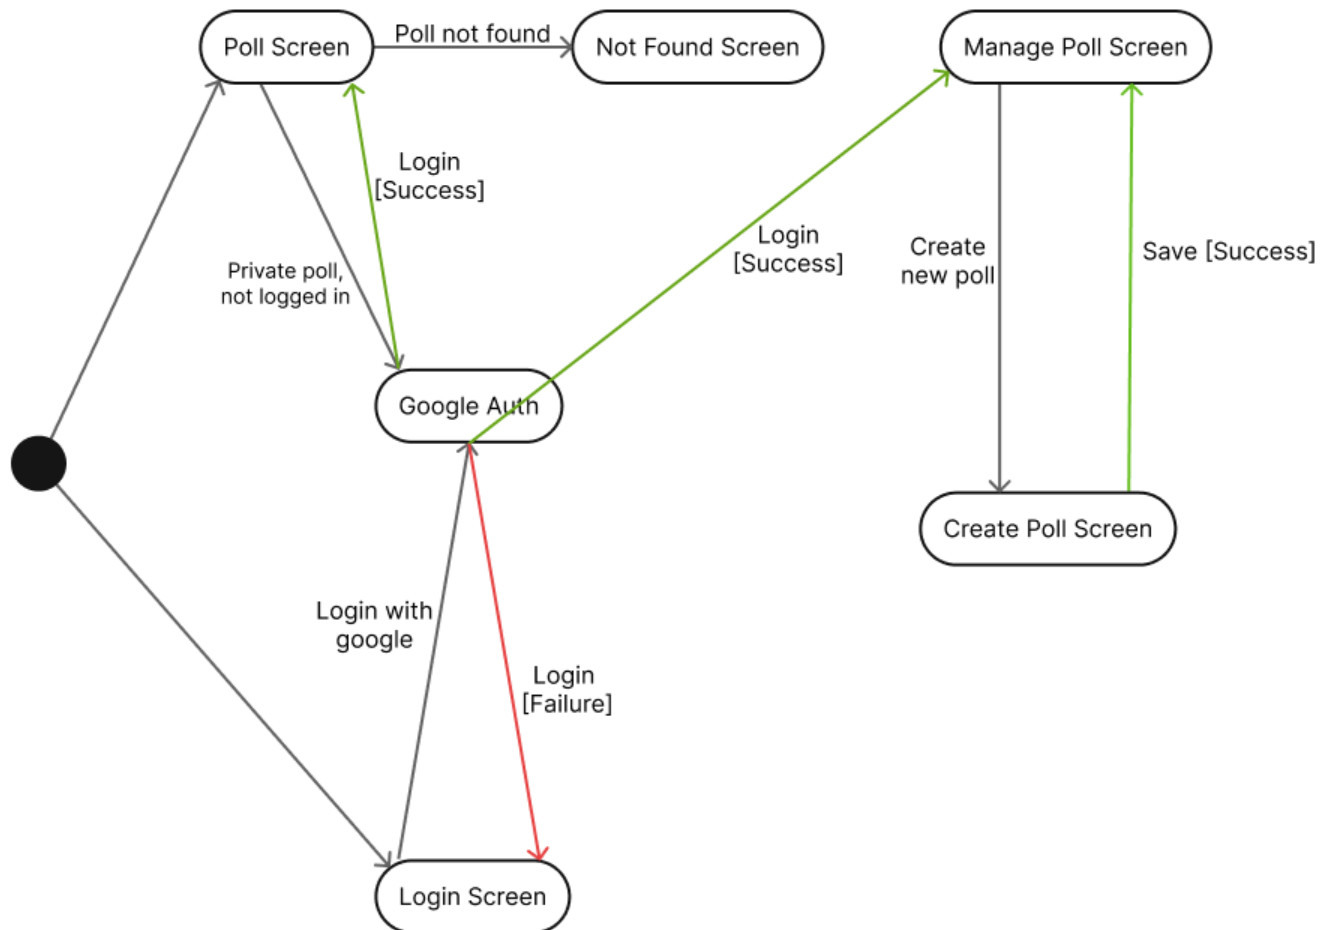 Poll Screen
Poll not found
Not Found Screen
Manage Poll Screen
Login
[Success]
Private poll,
not logged in
Login
[Success]
Create
new poll
Save [Success]
Google Auth
Create Poll Screen
Login with
google
Login
[Failure]
Login Screen